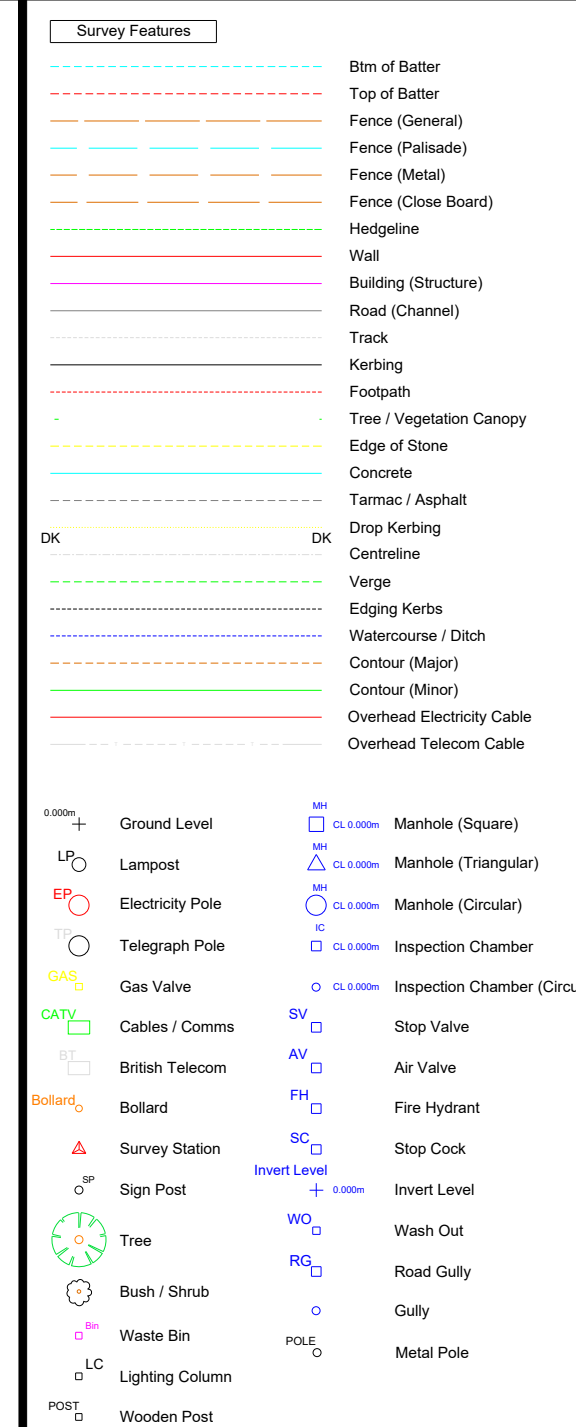 Survey Features
Btm of Batter
Top of Batter
Fence (General)
Fence (Palisade)
Fence (Metal)
Fence (Close Board)
Hedgeline
Wall
Building (Structure)
Road (Channel)
Track
Kerbing
Footpath
Tree / Vegetation Canopy
Edge of Stone
Concrete
Tarmac / Asphalt
DK DK Drop Kerbing
Centreline
Verge
Edging Kerbs
Watercourse / Ditch
Contour (Major)
Contour (Minor)
Overhead Electricity Cable
Overhead Telecom Cable
0.000m Ground Level
LP Lampost
EP Electricity Pole
TP Telegraph Pole
GAS Gas Valve
CATV Cables / Comms
BT British Telecom
Bollard Bollard
Survey Station
SP Sign Post
Tree
Bush / Shrub
Bin Waste Bin
LC Lighting Column
POST Wooden Post
MH CL 0.000m Manhole (Square)
MH CL 0.000m Manhole (Triangular)
MH CL 0.000m Manhole (Circular)
IC CL 0.000m Inspection Chamber
CL 0.000m Inspection Chamber (Circu
SV Stop Valve
AV Air Valve
FH Fire Hydrant
SC Stop Cock
Invert Level 0.000m Invert Level
WO Wash Out
RG Road Gully
Gully
POLE Metal Pole